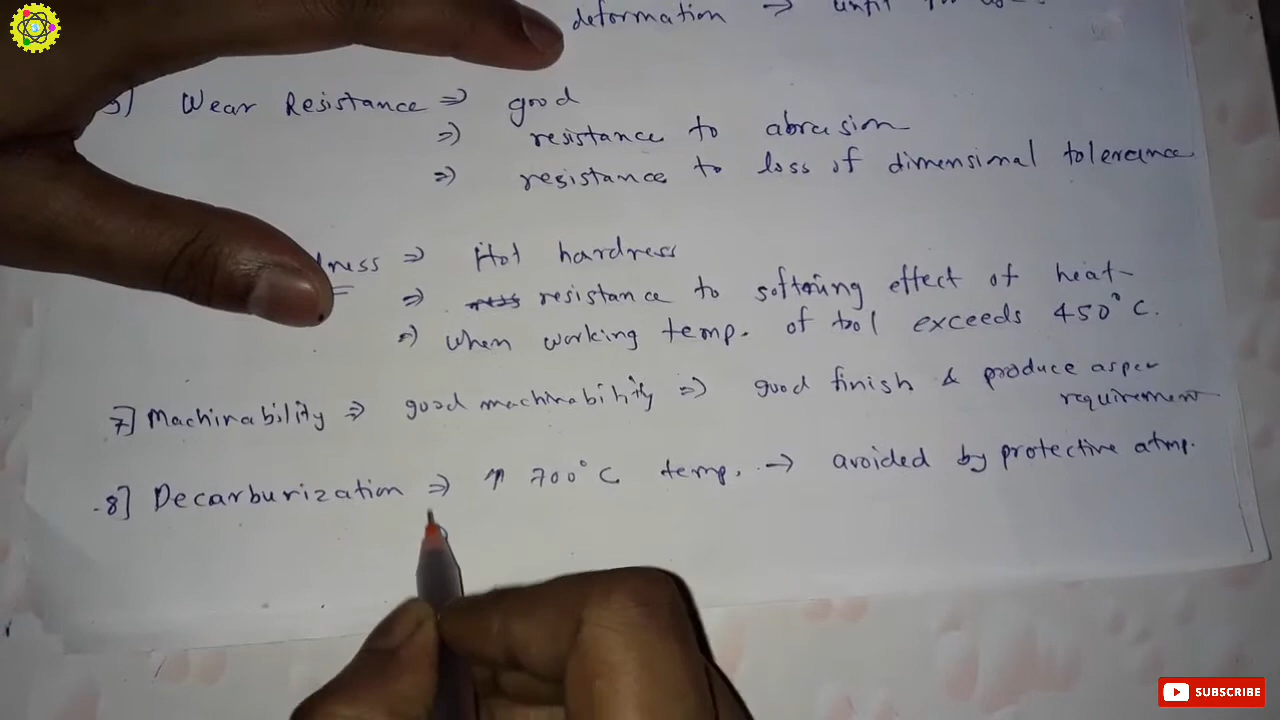 deformation →
5) Wear Resistance ⇒ good
⇒ resistance to abrasion
⇒ resistance to loss of dimensional tolerance
dness ⇒ Hot hardness
⇒ resistance to softning effect of heat
⇒ when working temp. of tool exceeds 450°C.
7] Machinability ⇒ good machinability ⇒ good finish & produce as per
requirement
8] Decarburization ⇒ ↑ 700°C temp. → avoided by protective atmp.
SUBSCRIBE